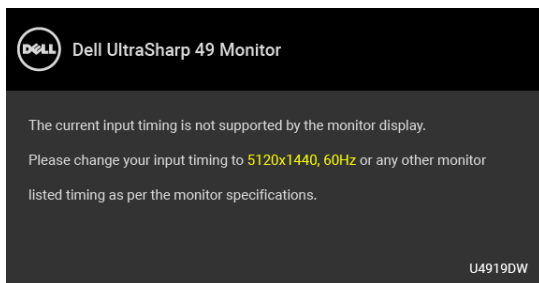 DELL
Dell UltraSharp 49 Monitor
The current input timing is not supported by the monitor display.
Please change your input timing to 5120x1440, 60Hz or any other monitor
listed timing as per the monitor specifications.
U4919DW